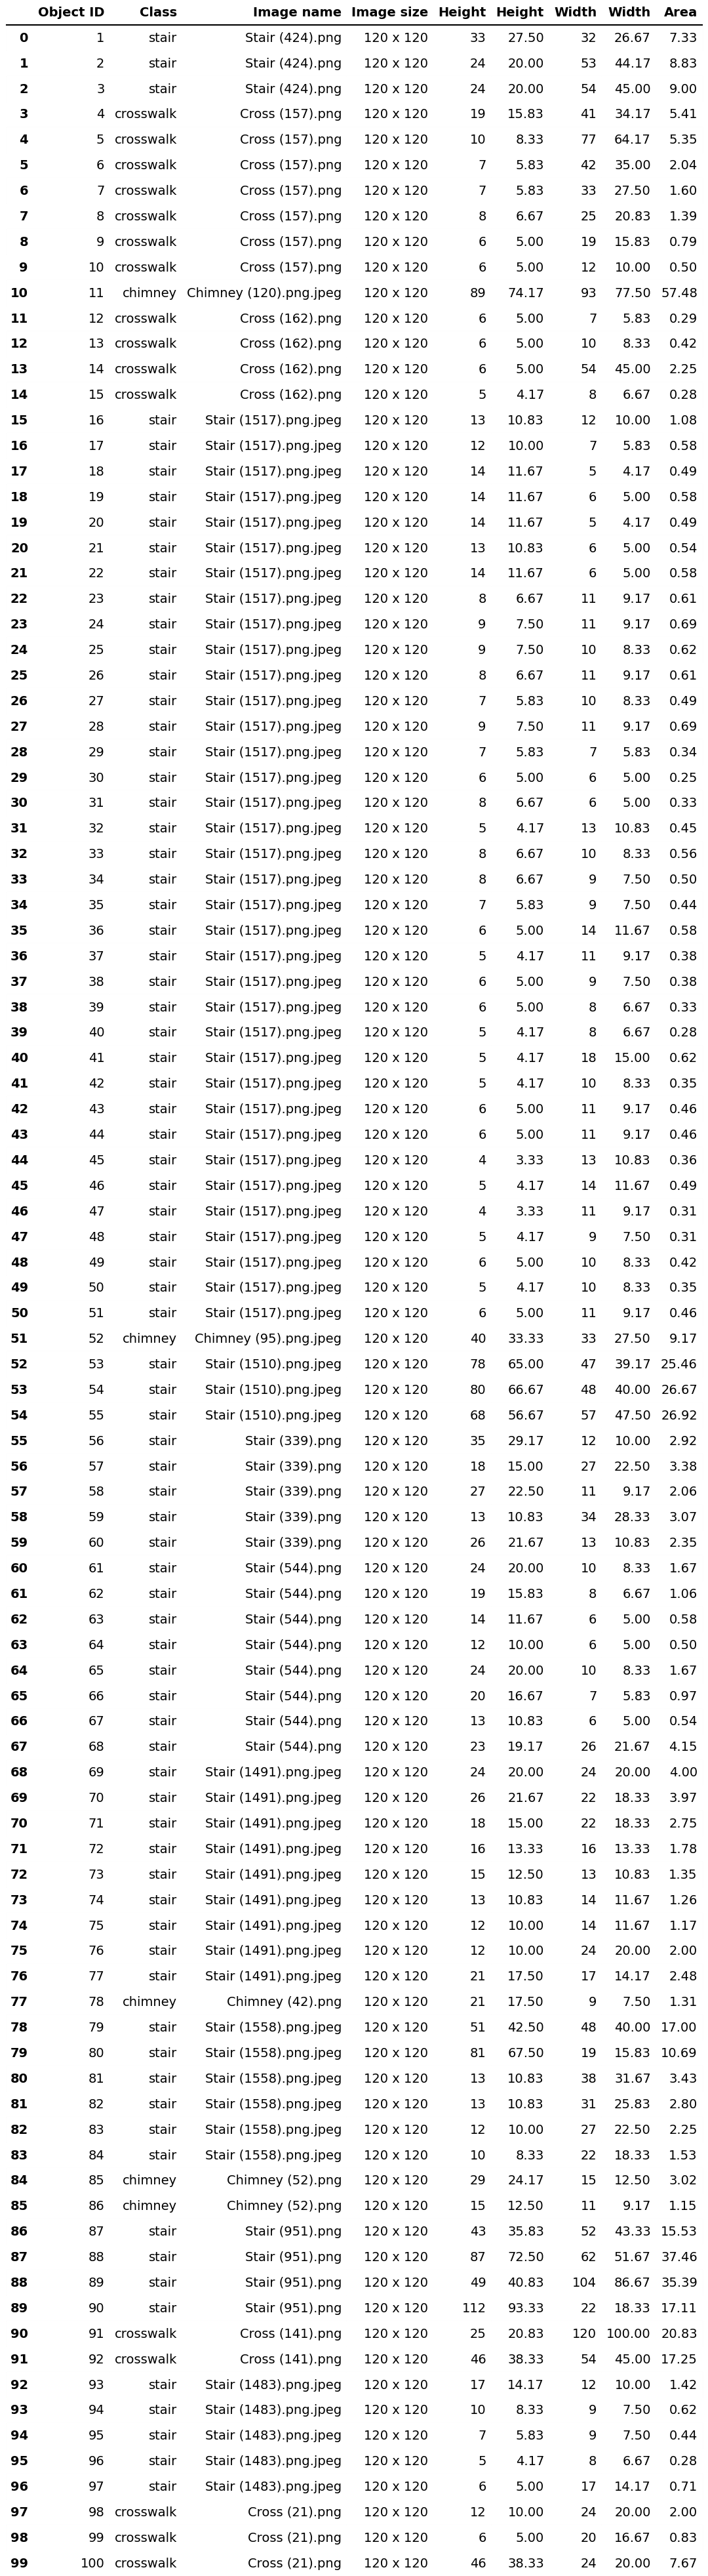 Object ID Class Image name Image size Height Height Width Width Area
0 1 stair Stair (424).png 120 x 120 33 27.50 32 26.67 7.33
1 2 stair Stair (424).png 120 x 120 24 20.00 53 44.17 8.83
2 3 stair Stair (424).png 120 x 120 24 20.00 54 45.00 9.00
3 4 crosswalk Cross (157).png 120 x 120 19 15.83 41 34.17 5.41
4 5 crosswalk Cross (157).png 120 x 120 10 8.33 77 64.17 5.35
5 6 crosswalk Cross (157).png 120 x 120 7 5.83 42 35.00 2.04
6 7 crosswalk Cross (157).png 120 x 120 7 5.83 33 27.50 1.60
7 8 crosswalk Cross (157).png 120 x 120 8 6.67 25 20.83 1.39
8 9 crosswalk Cross (157).png 120 x 120 6 5.00 19 15.83 0.79
9 10 crosswalk Cross (157).png 120 x 120 6 5.00 12 10.00 0.50
10 11 chimney Chimney (120).png.jpeg 120 x 120 89 74.17 93 77.50 57.48
11 12 crosswalk Cross (162).png 120 x 120 6 5.00 7 5.83 0.29
12 13 crosswalk Cross (162).png 120 x 120 6 5.00 10 8.33 0.42
13 14 crosswalk Cross (162).png 120 x 120 6 5.00 54 45.00 2.25
14 15 crosswalk Cross (162).png 120 x 120 5 4.17 8 6.67 0.28
15 16 stair Stair (1517).png.jpeg 120 x 120 13 10.83 12 10.00 1.08
16 17 stair Stair (1517).png.jpeg 120 x 120 12 10.00 7 5.83 0.58
17 18 stair Stair (1517).png.jpeg 120 x 120 14 11.67 5 4.17 0.49
18 19 stair Stair (1517).png.jpeg 120 x 120 14 11.67 6 5.00 0.58
19 20 stair Stair (1517).png.jpeg 120 x 120 14 11.67 5 4.17 0.49
20 21 stair Stair (1517).png.jpeg 120 x 120 13 10.83 6 5.00 0.54
21 22 stair Stair (1517).png.jpeg 120 x 120 14 11.67 6 5.00 0.58
22 23 stair Stair (1517).png.jpeg 120 x 120 8 6.67 11 9.17 0.61
23 24 stair Stair (1517).png.jpeg 120 x 120 9 7.50 11 9.17 0.69
24 25 stair Stair (1517).png.jpeg 120 x 120 9 7.50 10 8.33 0.62
25 26 stair Stair (1517).png.jpeg 120 x 120 8 6.67 11 9.17 0.61
26 27 stair Stair (1517).png.jpeg 120 x 120 7 5.83 10 8.33 0.49
27 28 stair Stair (1517).png.jpeg 120 x 120 9 7.50 11 9.17 0.69
28 29 stair Stair (1517).png.jpeg 120 x 120 7 5.83 7 5.83 0.34
29 30 stair Stair (1517).png.jpeg 120 x 120 6 5.00 6 5.00 0.25
30 31 stair Stair (1517).png.jpeg 120 x 120 8 6.67 6 5.00 0.33
31 32 stair Stair (1517).png.jpeg 120 x 120 5 4.17 13 10.83 0.45
32 33 stair Stair (1517).png.jpeg 120 x 120 8 6.67 10 8.33 0.56
33 34 stair Stair (1517).png.jpeg 120 x 120 8 6.67 9 7.50 0.50
34 35 stair Stair (1517).png.jpeg 120 x 120 7 5.83 9 7.50 0.44
35 36 stair Stair (1517).png.jpeg 120 x 120 6 5.00 14 11.67 0.58
36 37 stair Stair (1517).png.jpeg 120 x 120 5 4.17 11 9.17 0.38
37 38 stair Stair (1517).png.jpeg 120 x 120 6 5.00 9 7.50 0.38
38 39 stair Stair (1517).png.jpeg 120 x 120 6 5.00 8 6.67 0.33
39 40 stair Stair (1517).png.jpeg 120 x 120 5 4.17 8 6.67 0.28
40 41 stair Stair (1517).png.jpeg 120 x 120 5 4.17 18 15.00 0.62
41 42 stair Stair (1517).png.jpeg 120 x 120 5 4.17 10 8.33 0.35
42 43 stair Stair (1517).png.jpeg 120 x 120 6 5.00 11 9.17 0.46
43 44 stair Stair (1517).png.jpeg 120 x 120 6 5.00 11 9.17 0.46
44 45 stair Stair (1517).png.jpeg 120 x 120 4 3.33 13 10.83 0.36
45 46 stair Stair (1517).png.jpeg 120 x 120 5 4.17 14 11.67 0.49
46 47 stair Stair (1517).png.jpeg 120 x 120 4 3.33 11 9.17 0.31
47 48 stair Stair (1517).png.jpeg 120 x 120 5 4.17 9 7.50 0.31
48 49 stair Stair (1517).png.jpeg 120 x 120 6 5.00 10 8.33 0.42
49 50 stair Stair (1517).png.jpeg 120 x 120 5 4.17 10 8.33 0.35
50 51 stair Stair (1517).png.jpeg 120 x 120 6 5.00 11 9.17 0.46
51 52 chimney Chimney (95).png.jpeg 120 x 120 40 33.33 33 27.50 9.17
52 53 stair Stair (1510).png.jpeg 120 x 120 78 65.00 47 39.17 25.46
53 54 stair Stair (1510).png.jpeg 120 x 120 80 66.67 48 40.00 26.67
54 55 stair Stair (1510).png.jpeg 120 x 120 68 56.67 57 47.50 26.92
55 56 stair Stair (339).png 120 x 120 35 29.17 12 10.00 2.92
56 57 stair Stair (339).png 120 x 120 18 15.00 27 22.50 3.38
57 58 stair Stair (339).png 120 x 120 27 22.50 11 9.17 2.06
58 59 stair Stair (339).png 120 x 120 13 10.83 34 28.33 3.07
59 60 stair Stair (339).png 120 x 120 26 21.67 13 10.83 2.35
60 61 stair Stair (544).png 120 x 120 24 20.00 10 8.33 1.67
61 62 stair Stair (544).png 120 x 120 19 15.83 8 6.67 1.06
62 63 stair Stair (544).png 120 x 120 14 11.67 6 5.00 0.58
63 64 stair Stair (544).png 120 x 120 12 10.00 6 5.00 0.50
64 65 stair Stair (544).png 120 x 120 24 20.00 10 8.33 1.67
65 66 stair Stair (544).png 120 x 120 20 16.67 7 5.83 0.97
66 67 stair Stair (544).png 120 x 120 13 10.83 6 5.00 0.54
67 68 stair Stair (544).png 120 x 120 23 19.17 26 21.67 4.15
68 69 stair Stair (1491).png.jpeg 120 x 120 24 20.00 24 20.00 4.00
69 70 stair Stair (1491).png.jpeg 120 x 120 26 21.67 22 18.33 3.97
70 71 stair Stair (1491).png.jpeg 120 x 120 18 15.00 22 18.33 2.75
71 72 stair Stair (1491).png.jpeg 120 x 120 16 13.33 16 13.33 1.78
72 73 stair Stair (1491).png.jpeg 120 x 120 15 12.50 13 10.83 1.35
73 74 stair Stair (1491).png.jpeg 120 x 120 13 10.83 14 11.67 1.26
74 75 stair Stair (1491).png.jpeg 120 x 120 12 10.00 14 11.67 1.17
75 76 stair Stair (1491).png.jpeg 120 x 120 12 10.00 24 20.00 2.00
76 77 stair Stair (1491).png.jpeg 120 x 120 21 17.50 17 14.17 2.48
77 78 chimney Chimney (42).png 120 x 120 21 17.50 9 7.50 1.31
78 79 stair Stair (1558).png.jpeg 120 x 120 51 42.50 48 40.00 17.00
79 80 stair Stair (1558).png.jpeg 120 x 120 81 67.50 19 15.83 10.69
80 81 stair Stair (1558).png.jpeg 120 x 120 13 10.83 38 31.67 3.43
81 82 stair Stair (1558).png.jpeg 120 x 120 13 10.83 31 25.83 2.80
82 83 stair Stair (1558).png.jpeg 120 x 120 12 10.00 27 22.50 2.25
83 84 stair Stair (1558).png.jpeg 120 x 120 10 8.33 22 18.33 1.53
84 85 chimney Chimney (52).png 120 x 120 29 24.17 15 12.50 3.02
85 86 chimney Chimney (52).png 120 x 120 15 12.50 11 9.17 1.15
86 87 stair Stair (951).png 120 x 120 43 35.83 52 43.33 15.53
87 88 stair Stair (951).png 120 x 120 87 72.50 62 51.67 37.46
88 89 stair Stair (951).png 120 x 120 49 40.83 104 86.67 35.39
89 90 stair Stair (951).png 120 x 120 112 93.33 22 18.33 17.11
90 91 crosswalk Cross (141).png 120 x 120 25 20.83 120 100.00 20.83
91 92 crosswalk Cross (141).png 120 x 120 46 38.33 54 45.00 17.25
92 93 stair Stair (1483).png.jpeg 120 x 120 17 14.17 12 10.00 1.42
93 94 stair Stair (1483).png.jpeg 120 x 120 10 8.33 9 7.50 0.62
94 95 stair Stair (1483).png.jpeg 120 x 120 7 5.83 9 7.50 0.44
95 96 stair Stair (1483).png.jpeg 120 x 120 5 4.17 8 6.67 0.28
96 97 stair Stair (1483).png.jpeg 120 x 120 6 5.00 17 14.17 0.71
97 98 crosswalk Cross (21).png 120 x 120 12 10.00 24 20.00 2.00
98 99 crosswalk Cross (21).png 120 x 120 6 5.00 20 16.67 0.83
99 100 crosswalk Cross (21).png 120 x 120 46 38.33 24 20.00 7.67